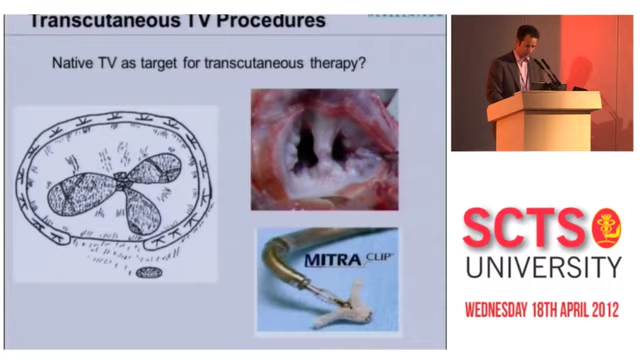 Transcutaneous TV Procedures
Native TV as target for transcutaneous therapy?
MITRACLIP
SCTS
UNIVERSITY
WEDNESDAY 18TH APRIL 2012